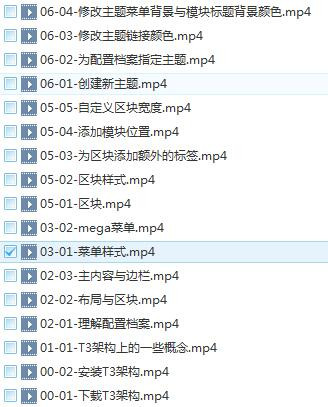 06-04-修改主题菜单背景与模块标题背景颜色.mp4
06-03-修改主题链接颜色.mp4
06-02-为配置档案指定主题.mp4
06-01-创建新主题.mp4
05-05-自定义区块宽度.mp4
05-04-添加模块位置.mp4
05-03-为区块添加额外的标签.mp4
05-02-区块样式.mp4
05-01-区块.mp4
03-02-mega菜单.mp4
03-01-菜单样式.mp4
02-03-主内容与边栏.mp4
02-02-布局与区块.mp4
02-01-理解配置档案.mp4
01-01-T3架构上的一些概念.mp4
00-02-安装T3架构.mp4
00-01-下载T3架构.mp4